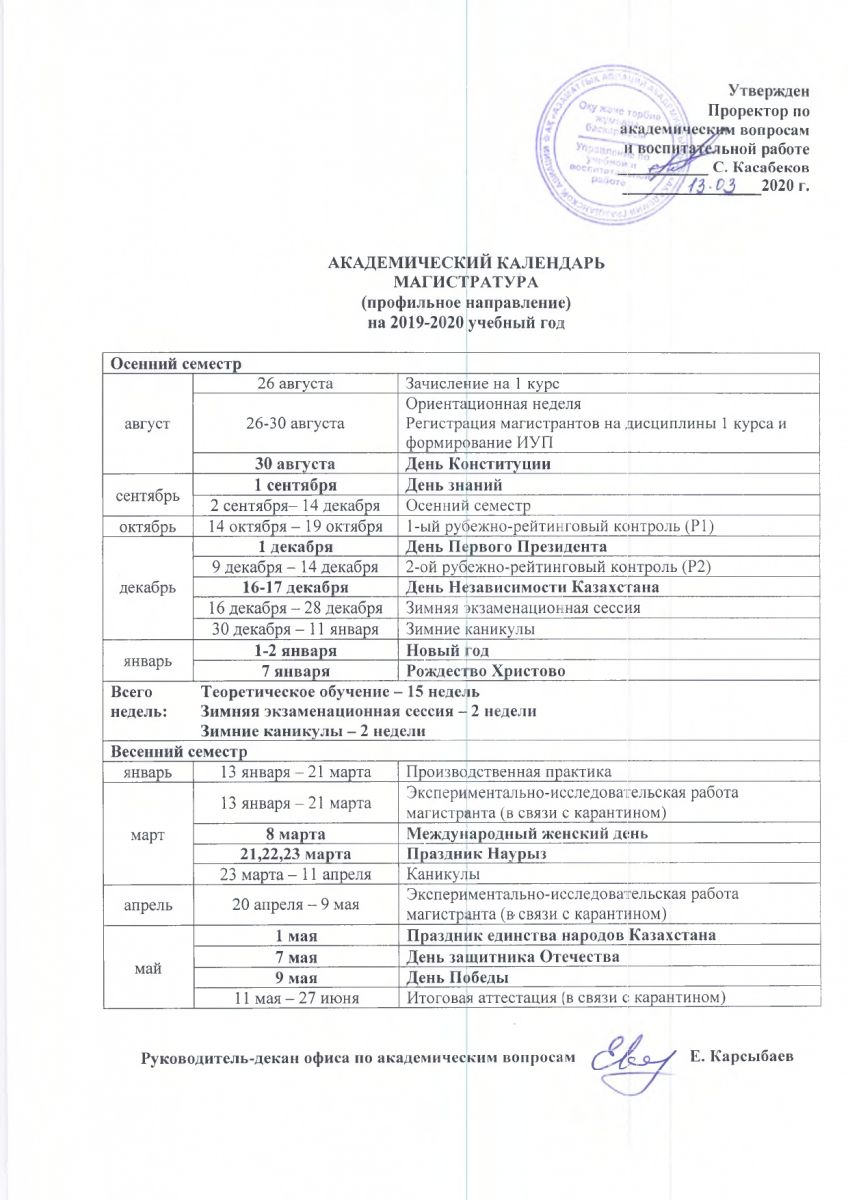 Утвержден
Проректор по
академическим вопросам
и воспитательной работе
____________ С. Касабеков
13.03 2020 г.
Оқу және тәрбие
Управление по
учебной и
воспитательной
работе
АКАДЕМИЧЕСКИЙ КАЛЕНДАРЬ
МАГИСТРАТУРА
(профильное направление)
на 2019-2020 учебный год
Осенний семестр
август
26 августа Зачисление на 1 курс
26-30 августа
Ориентационная неделя
Регистрация магистрантов на дисциплины 1 курса и
формирование ИУП
30 августа День Конституции
сентябрь
1 сентября День знаний
2 сентября– 14 декабря Осенний семестр
октябрь 14 октября – 19 октября 1-ый рубежно-рейтинговый контроль (Р1)
декабрь
1 декабря День Первого Президента
9 декабря – 14 декабря 2-ой рубежно-рейтинговый контроль (Р2)
16-17 декабря День Независимости Казахстана
16 декабря – 28 декабря Зимняя экзаменационная сессия
30 декабря – 11 января Зимние каникулы
январь
1-2 января Новый год
7 января Рождество Христово
Всего Теоретическое обучение – 15 недель
недель: Зимняя экзаменационная сессия – 2 недели
Зимние каникулы – 2 недели
Весенний семестр
январь 13 января – 21 марта Производственная практика
март
13 января – 21 марта
Экспериментально-исследовательская работа
магистранта (в связи с карантином)
8 марта Международный женский день
21,22,23 марта Праздник Наурыз
23 марта – 11 апреля Каникулы
апрель 20 апреля – 9 мая
Экспериментально-исследовательская работа
магистранта (в связи с карантином)
май
1 мая Праздник единства народов Казахстана
7 мая День защитника Отечества
9 мая День Победы
11 мая – 27 июня Итоговая аттестация (в связи с карантином)
Руководитель-декан офиса по академическим вопросам Е. Карсыбаев